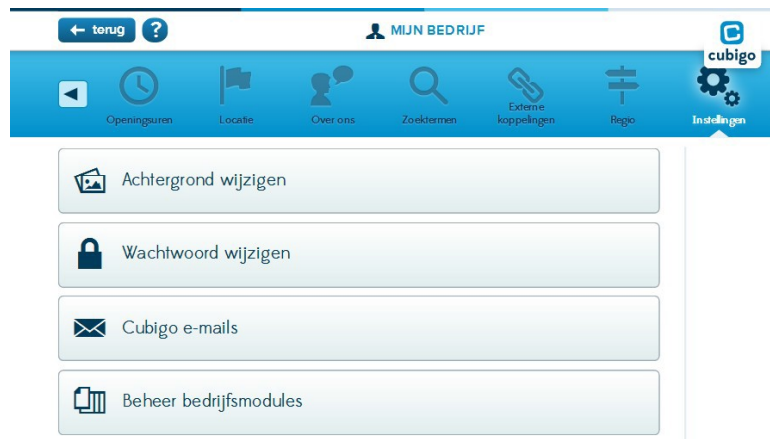 ← terug ?
MIJN BEDRIJF
cubigo
Openingsuren
Locatie
Over ons
Zoektermen
Externe
koppelingen
Regio
Instellingen
Achtergrond wijzigen
Wachtwoord wijzigen
Cubigo e-mails
Beheer bedrijfsmodules